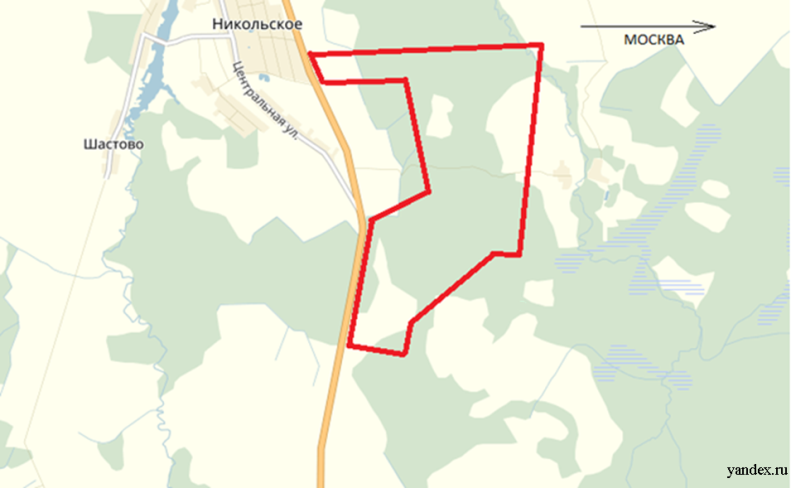 Никольское
МОСКВА
Центральная ул.
Шастово
yandex.ru